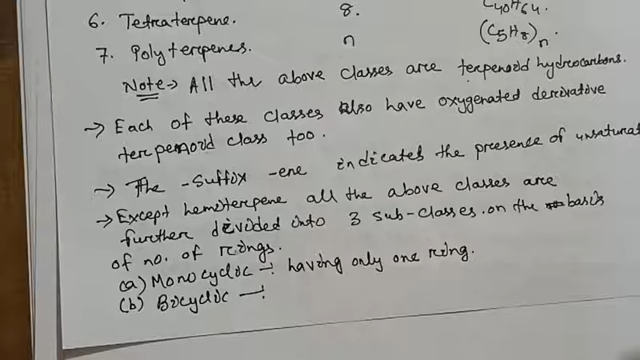 6. Tetraterpene. 8. C40H64.
7. Polyterpenes. n (C5H8)n.
Note → All the above classes are terpenoid hydrocarbons.
→ Each of these classes also have oxygenated derivative
terpenoid class too.
→ The -suffix -ene indicates the presence of unsaturat
→ Except hemiterpene all the above classes are
further divided into 3 sub-classes on the basis
of no. of rings.
(a) Monocyclic -: having only one ring.
(b) Bicyclic -: